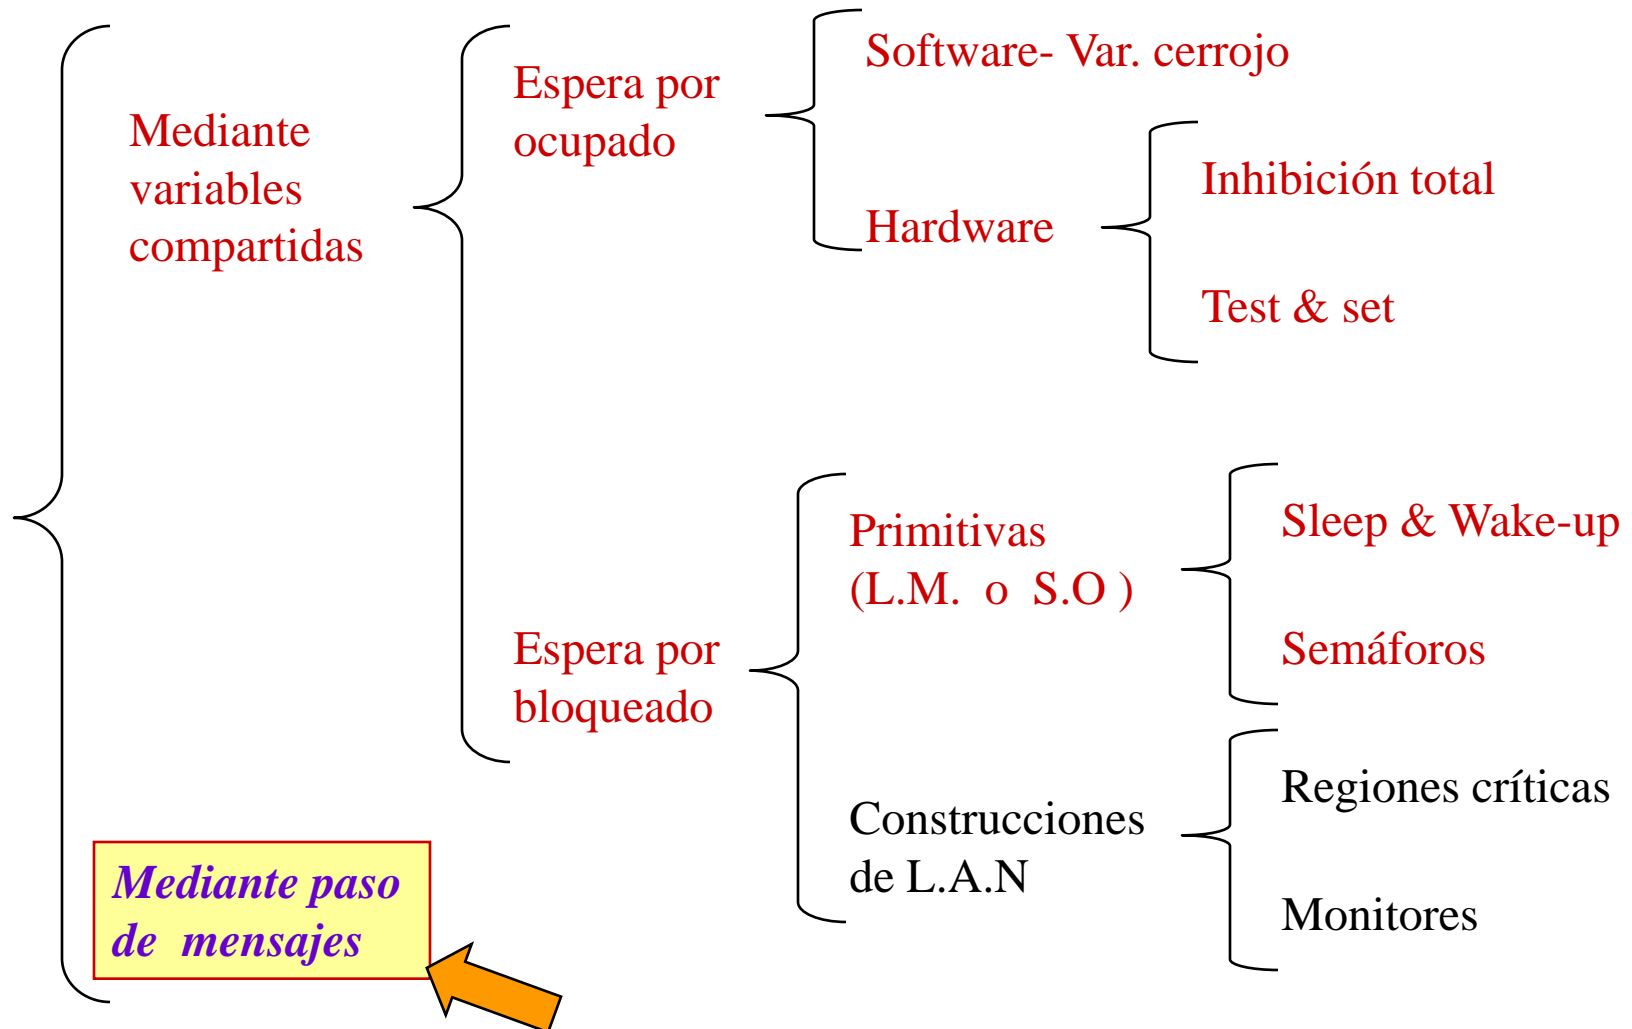 Mediante
variables
compartidas
Espera por
ocupado
Software- Var. cerrojo
Hardware
Inhibición total
Test & set
Espera por
bloqueado
Primitivas
(L.M. o S.O )
Sleep & Wake-up
Semáforos
Construcciones
de L.A.N
Regiones críticas
Monitores
Mediante paso
de mensajes